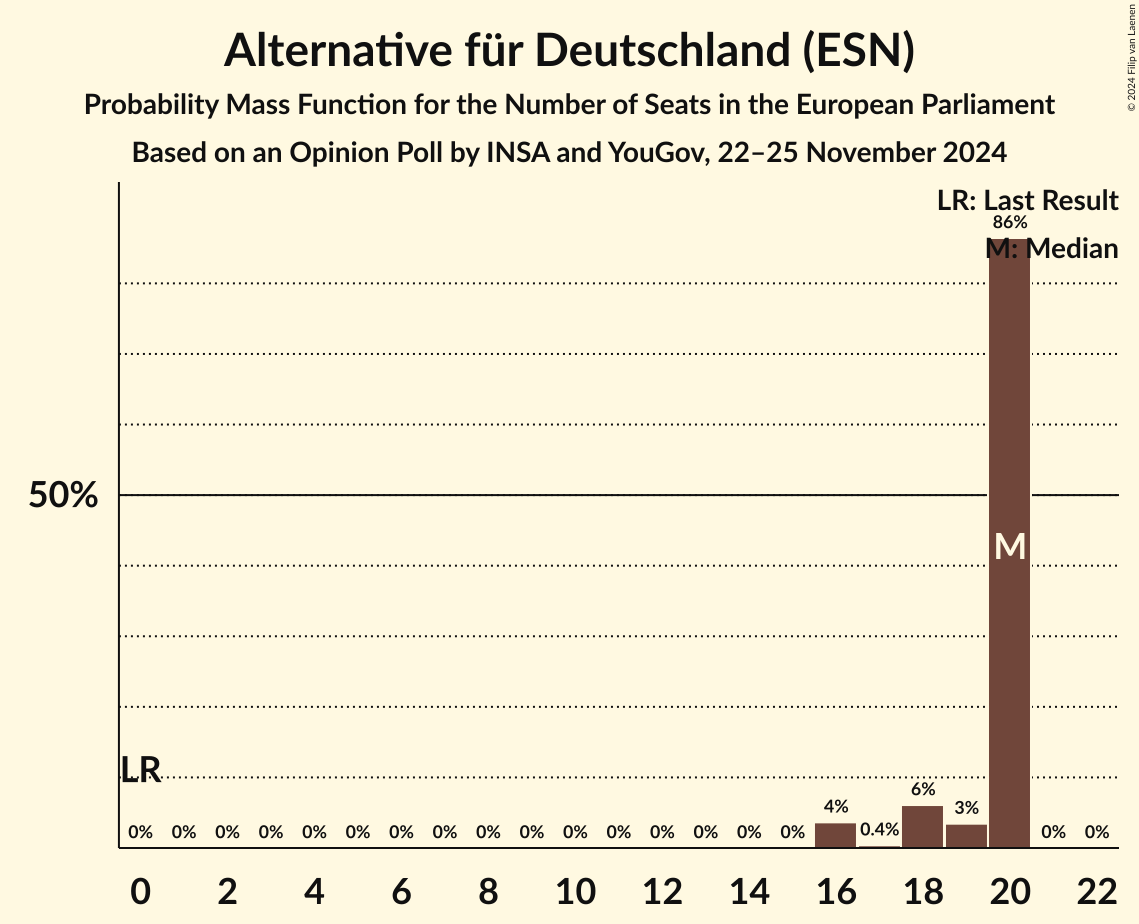 Alternative für Deutschland (ESN)
Probability Mass Function for the Number of Seats in the European Parliament
Based on an Opinion Poll by INSA and YouGov, 22–25 November 2024
© 2024 Filip van Laenen
LR: Last Result
86%
M: Median
50%
M
LR
0% 0% 0% 0% 0% 0% 0% 0% 0% 0% 0% 0% 0% 0% 0% 0% 4% 0.4% 6% 3% 0% 0%
0 2 4 6 8 10 12 14 16 18 20 22